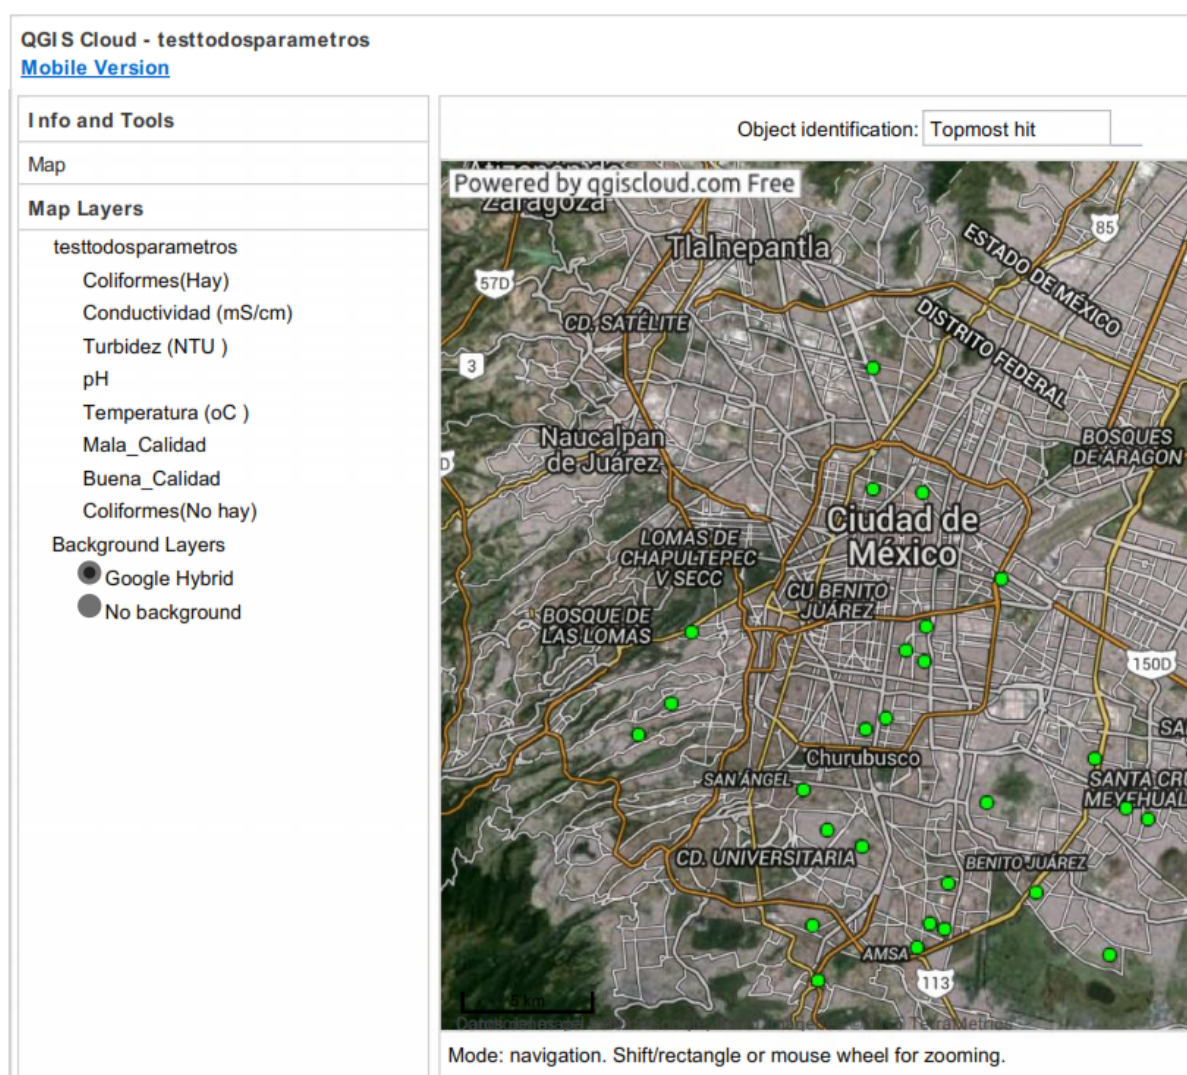 QGIS Cloud - testtodosparametros
Mobile Version
Info and Tools
Map
Map Layers
testtodosparametros
Coliformes(Hay)
Conductividad (mS/cm)
Turbidez (NTU )
pH
Temperatura (oC )
Mala_Calidad
Buena_Calidad
Coliformes(No hay)
Background Layers
Google Hybrid
No background
Object identification: Topmost hit
Powered by qgiscloud.com Free
Zaragoza
Tlalnepantla
85
ESTADO DE MÉXICO
57D
CD. SATÉLITE
DISTRITO FEDERAL
3
Naucalpan
de Juárez
BOSQUES
DE ARAGON
D
Ciudad de
México
LOMAS DE
CHAPULTEPEC
V SECC
CU BENITO
JUÁREZ
BOSQUE DE
LAS LOMAS
150D
SA
Churubusco
SAN ÁNGEL
SANTA CRU
MEYEHUAL
CD. UNIVERSITARIA
BENITO JUÁREZ
AMSA
113
5 km
TerraMetrics
Mode: navigation. Shift/rectangle or mouse wheel for zooming.